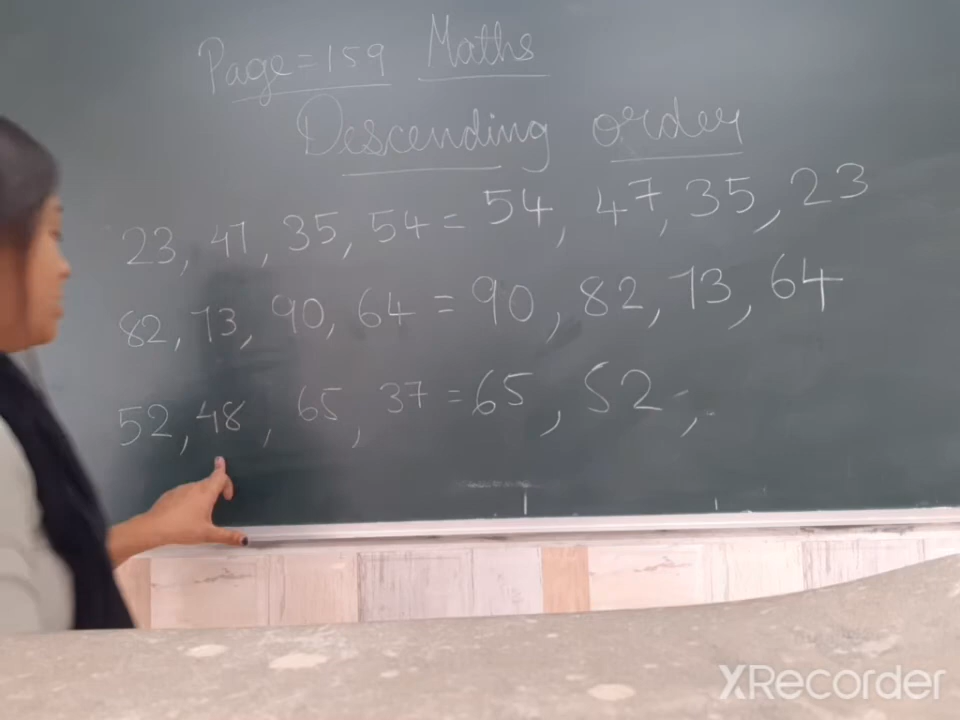 Page=159 Maths
Descending order
23, 47, 35, 54 = 54, 47, 35, 23
82, 73, 90, 64 = 90, 82, 73, 64
52, 48, 65, 37 = 65, 52,
XRecorder